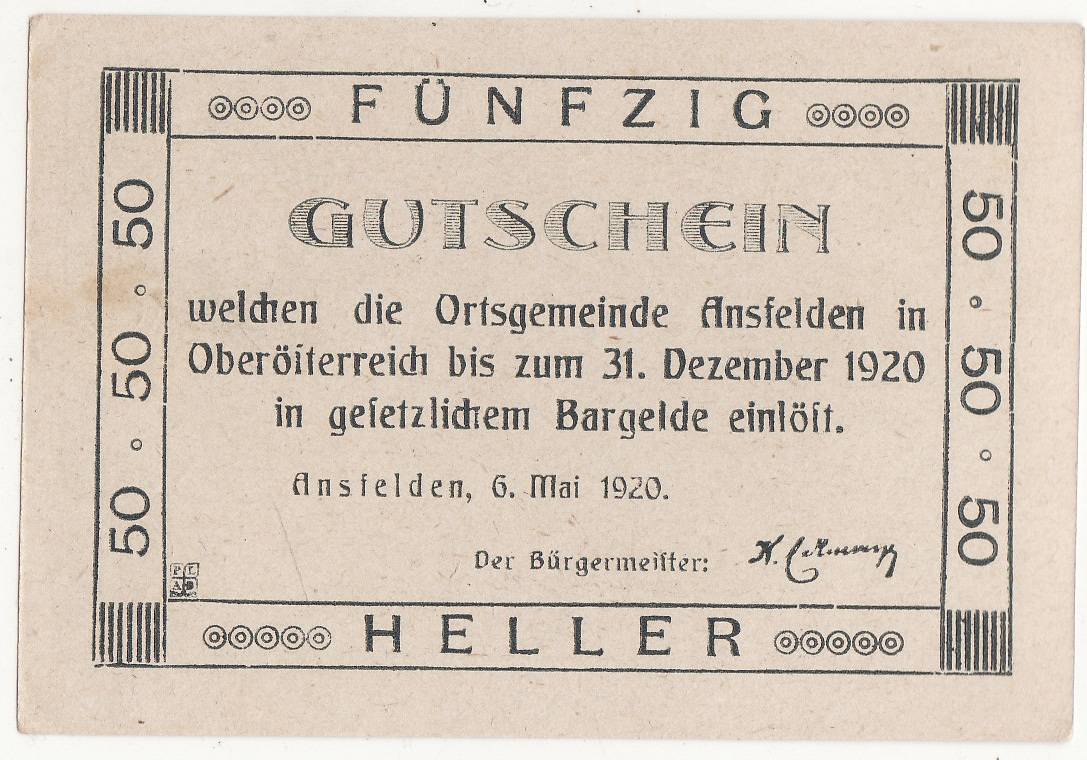 FÜNFZIG
GUTSCHEIN
welchen die Ortsgemeinde Ansfelden in
Oberöſterreich bis zum 31. Dezember 1920
in geſetzlichem Bargelde einlöſt.
Ansfelden, 6. Mai 1920.
Der Bürgermeiſter:
HELLER
50 ∘ 50 ∘ 50
50 ∘ 50 ∘ 50